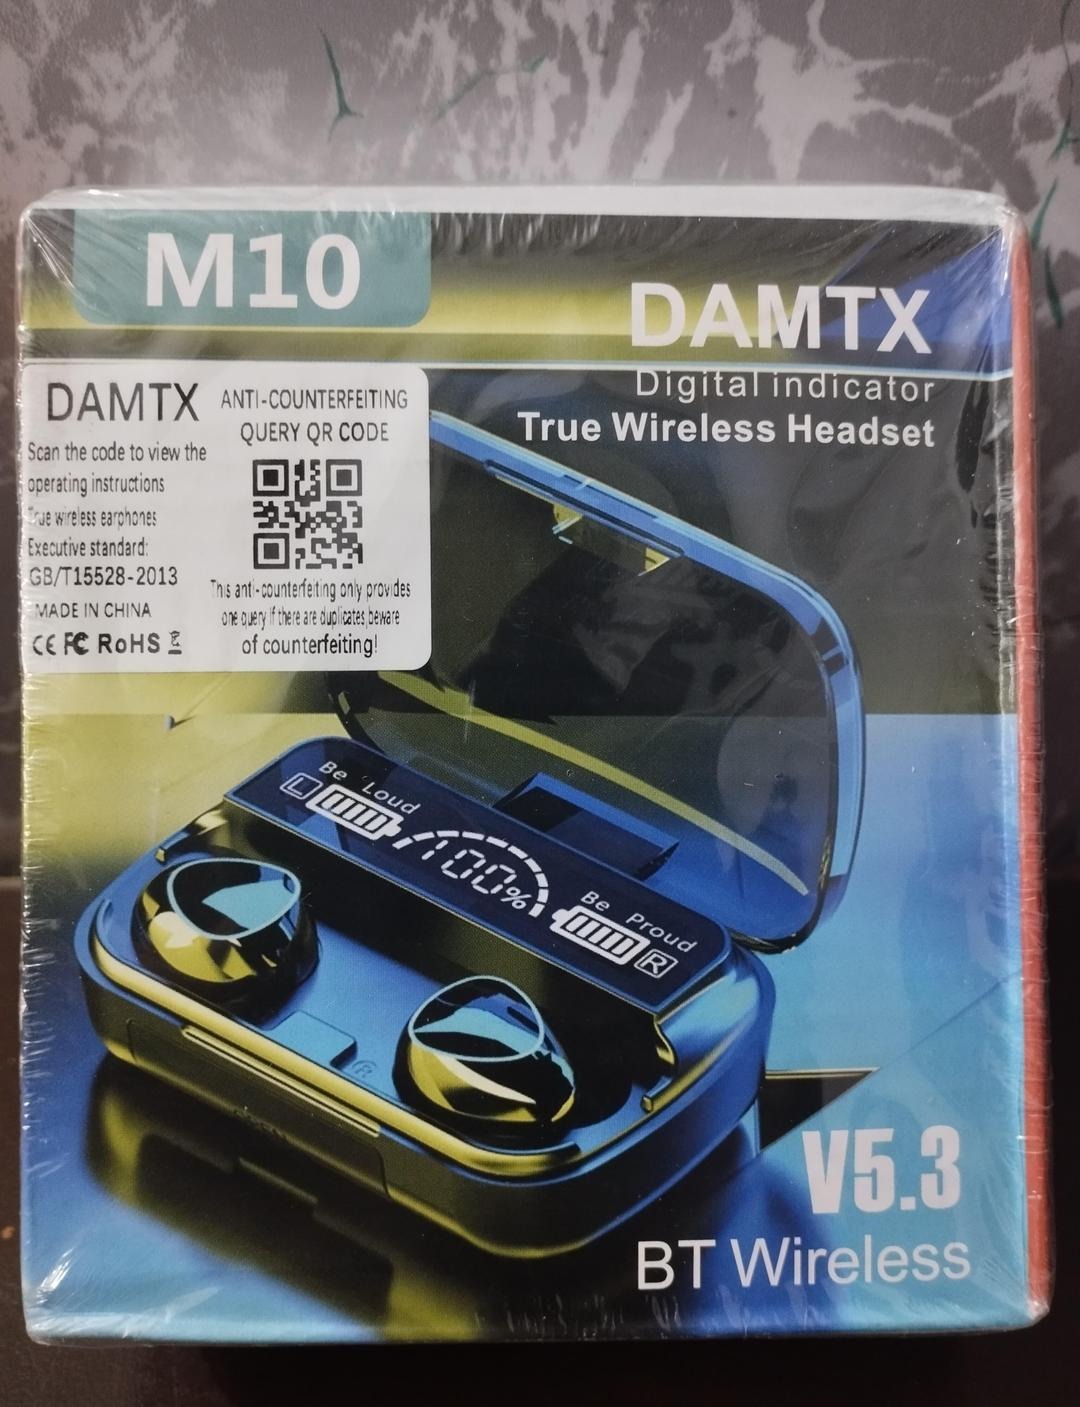 M10
DAMTX
Digital indicator
True Wireless Headset
DAMTX
Scan the code to view the
operating instructions
True wireless earphones
Executive standard:
GB/T15528-2013
MADE IN CHINA
CE FC RoHS
ANTI-COUNTERFEITING
QUERY QR CODE
This anti-counterfeiting only provides
one query if there are duplicates,beware
of counterfeiting!
Be Loud
L
100%
Be Proud
R
®
V5.3
BT Wireless